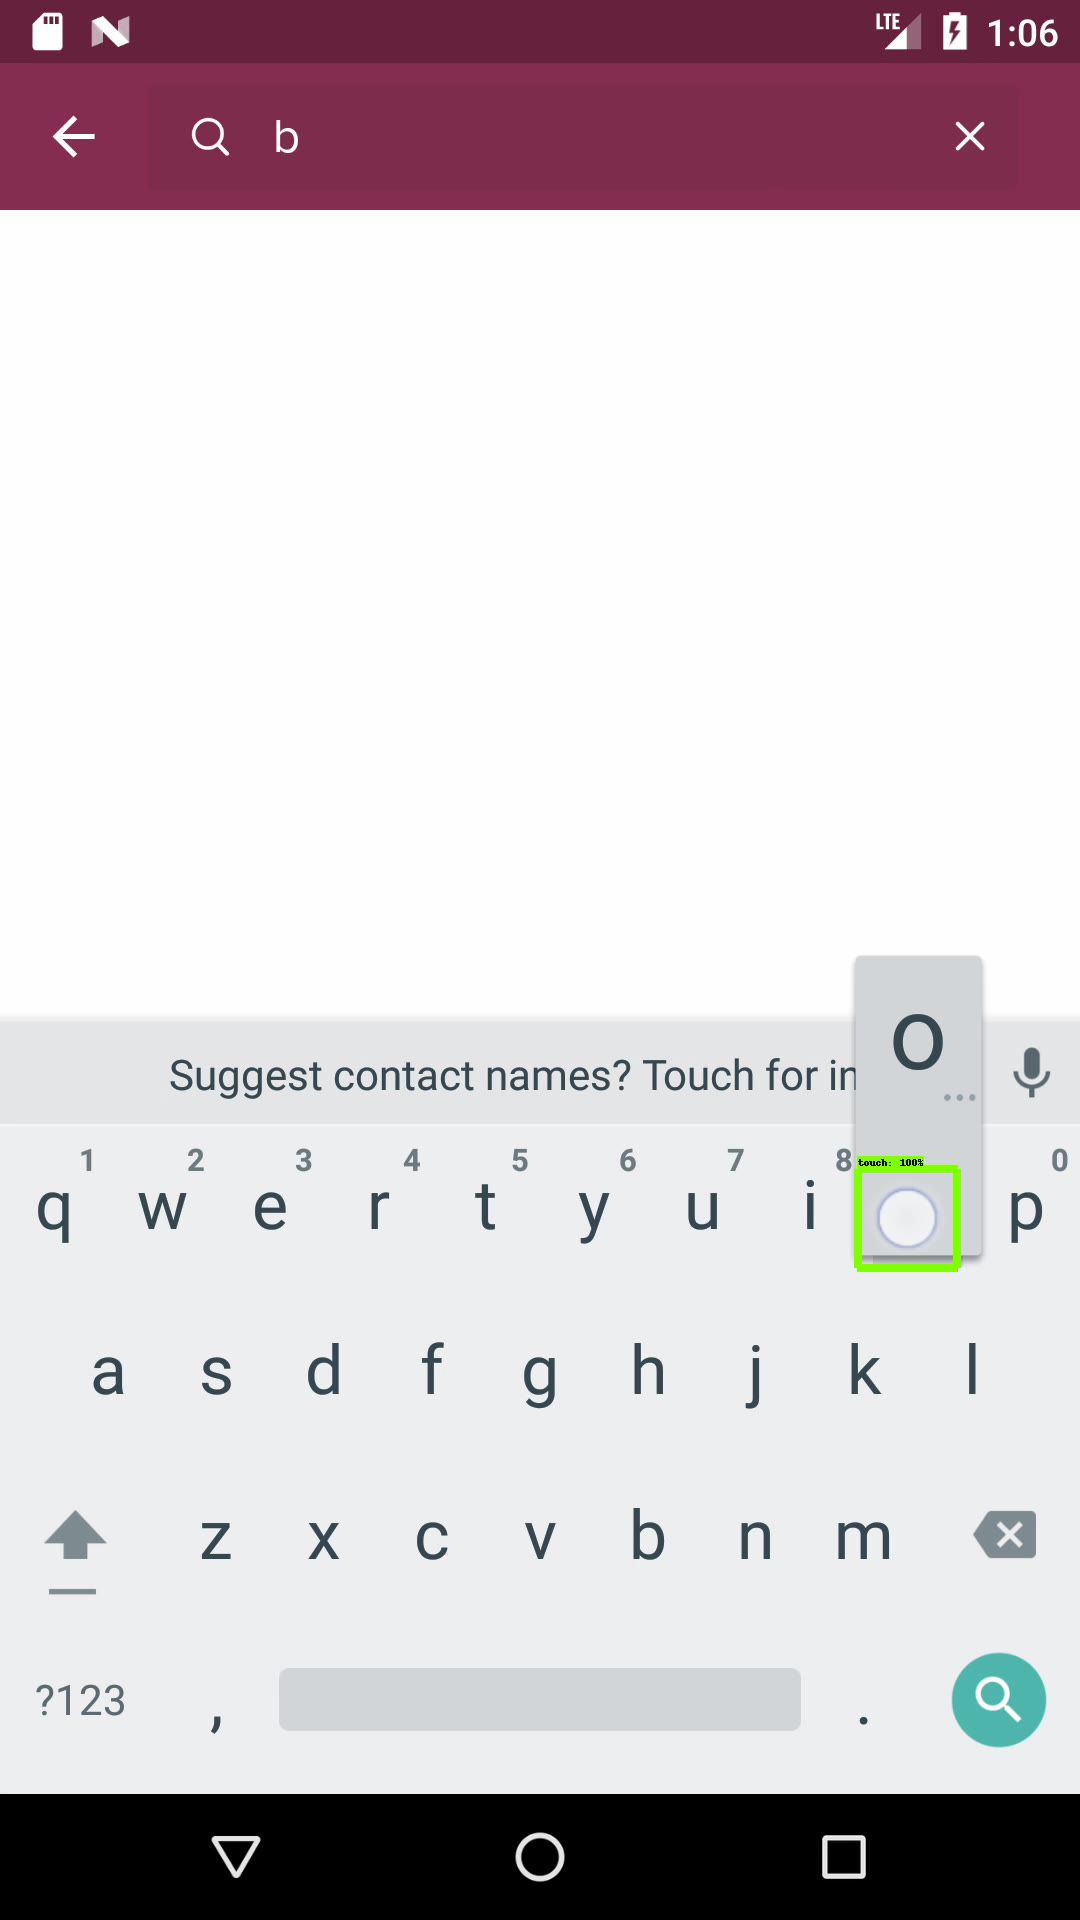 LTE 1:06
b
o
Suggest contact names? Touch for in
...
1 2 3 4 5 6 7 8 0
touch: 100%
q w e r t y u i p
a s d f g h j k l
z x c v b n m
?123 , .